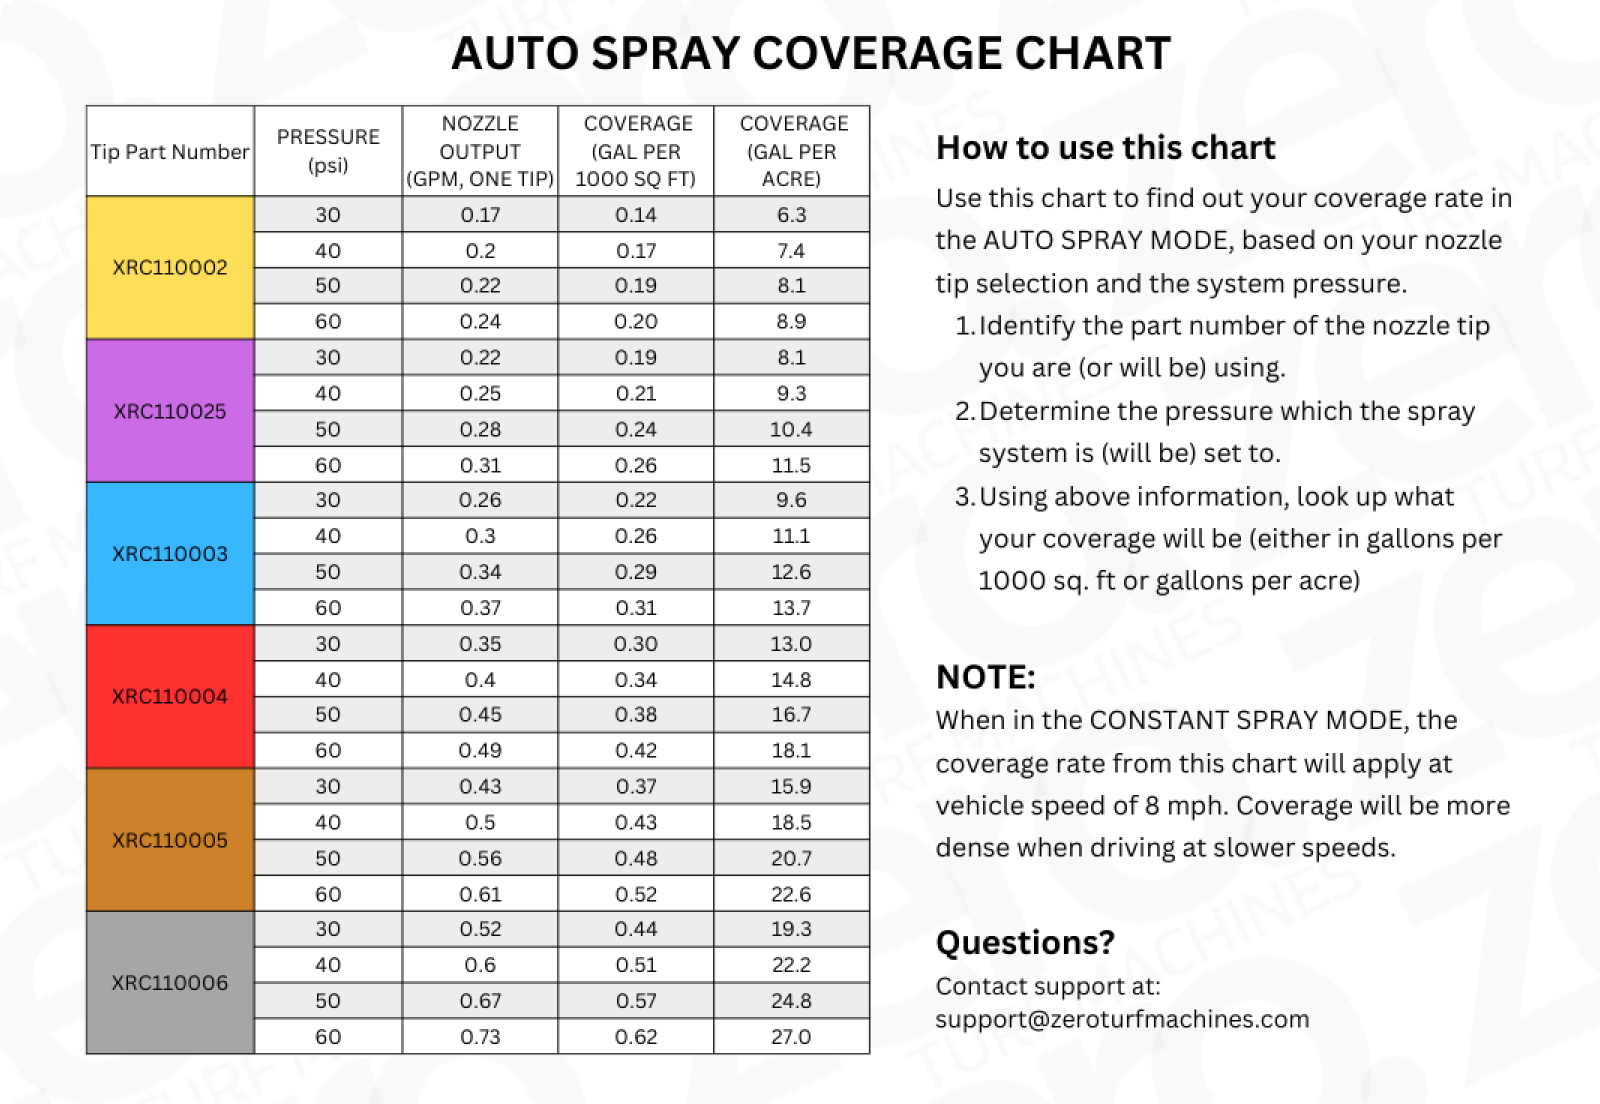 AUTO SPRAY COVERAGE CHART
Tip Part Number PRESSURE (psi) NOZZLE OUTPUT (GPM, ONE TIP) COVERAGE (GAL PER 1000 SQ FT) COVERAGE (GAL PER ACRE)
XRC110002
30 0.17 0.14 6.3
40 0.2 0.17 7.4
50 0.22 0.19 8.1
60 0.24 0.20 8.9
XRC110025
30 0.22 0.19 8.1
40 0.25 0.21 9.3
50 0.28 0.24 10.4
60 0.31 0.26 11.5
XRC110003
30 0.26 0.22 9.6
40 0.3 0.26 11.1
50 0.34 0.29 12.6
60 0.37 0.31 13.7
XRC110004
30 0.35 0.30 13.0
40 0.4 0.34 14.8
50 0.45 0.38 16.7
60 0.49 0.42 18.1
XRC110005
30 0.43 0.37 15.9
40 0.5 0.43 18.5
50 0.56 0.48 20.7
60 0.61 0.52 22.6
XRC110006
30 0.52 0.44 19.3
40 0.6 0.51 22.2
50 0.67 0.57 24.8
60 0.73 0.62 27.0
How to use this chart
Use this chart to find out your coverage rate in
the AUTO SPRAY MODE, based on your nozzle
tip selection and the system pressure.
1. Identify the part number of the nozzle tip
you are (or will be) using.
2. Determine the pressure which the spray
system is (will be) set to.
3. Using above information, look up what
your coverage will be (either in gallons per
1000 sq. ft or gallons per acre)
NOTE:
When in the CONSTANT SPRAY MODE, the
coverage rate from this chart will apply at
vehicle speed of 8 mph. Coverage will be more
dense when driving at slower speeds.
Questions?
Contact support at:
support@zeroturfmachines.com